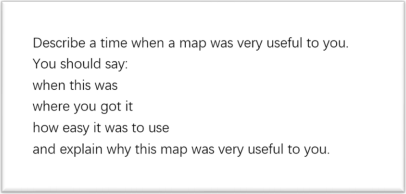 Describe a time when a map was very useful to you.
You should say:
when this was
where you got it
how easy it was to use
and explain why this map was very useful to you.